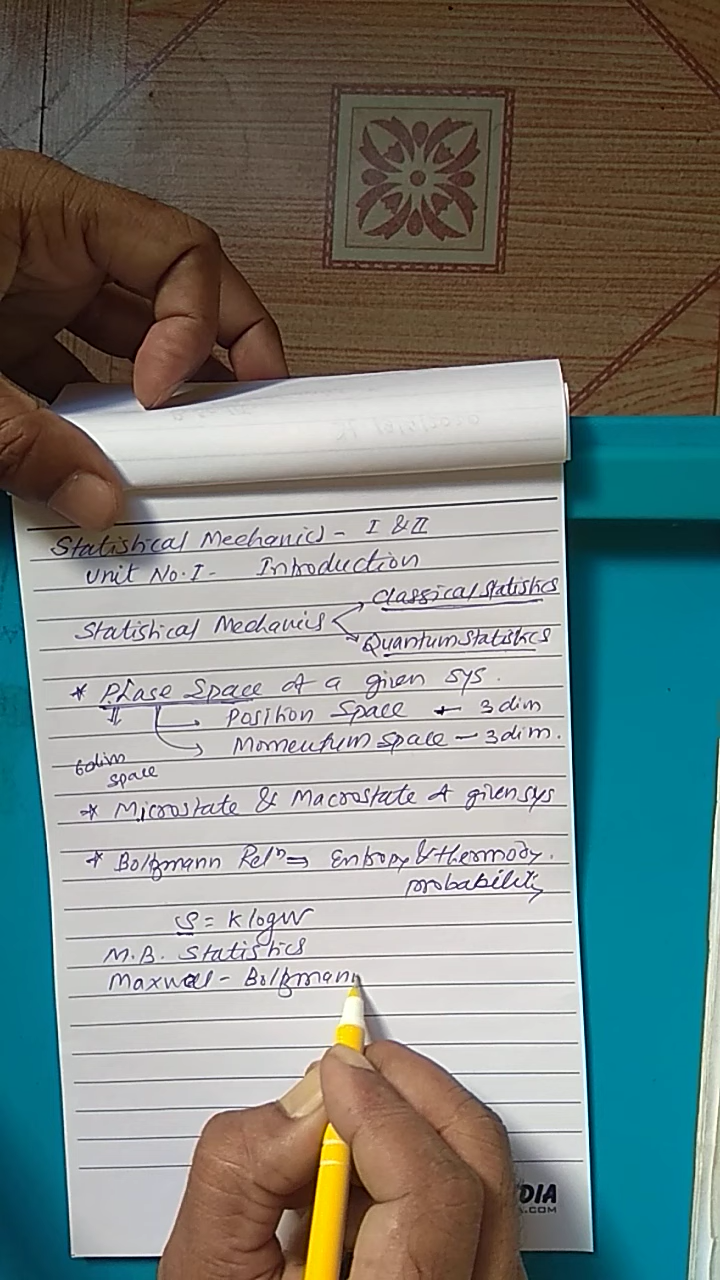 Statistical Mechanics - I & II
Unit No. I - Introduction
Classical Statistics
Statistical Mechanics
Quantum Statistics
* Phase Space of a given sys.
Position Space - 3 dim
Momentum Space - 3 dim.
6 dim
space
* Microstate & Macrostate of given sys
* Boltzmann Relⁿ ⇒ Entropy & thermody.
probability
S = k log W
M.B. Statistics
Maxwell - Boltzmann
DIA
.COM